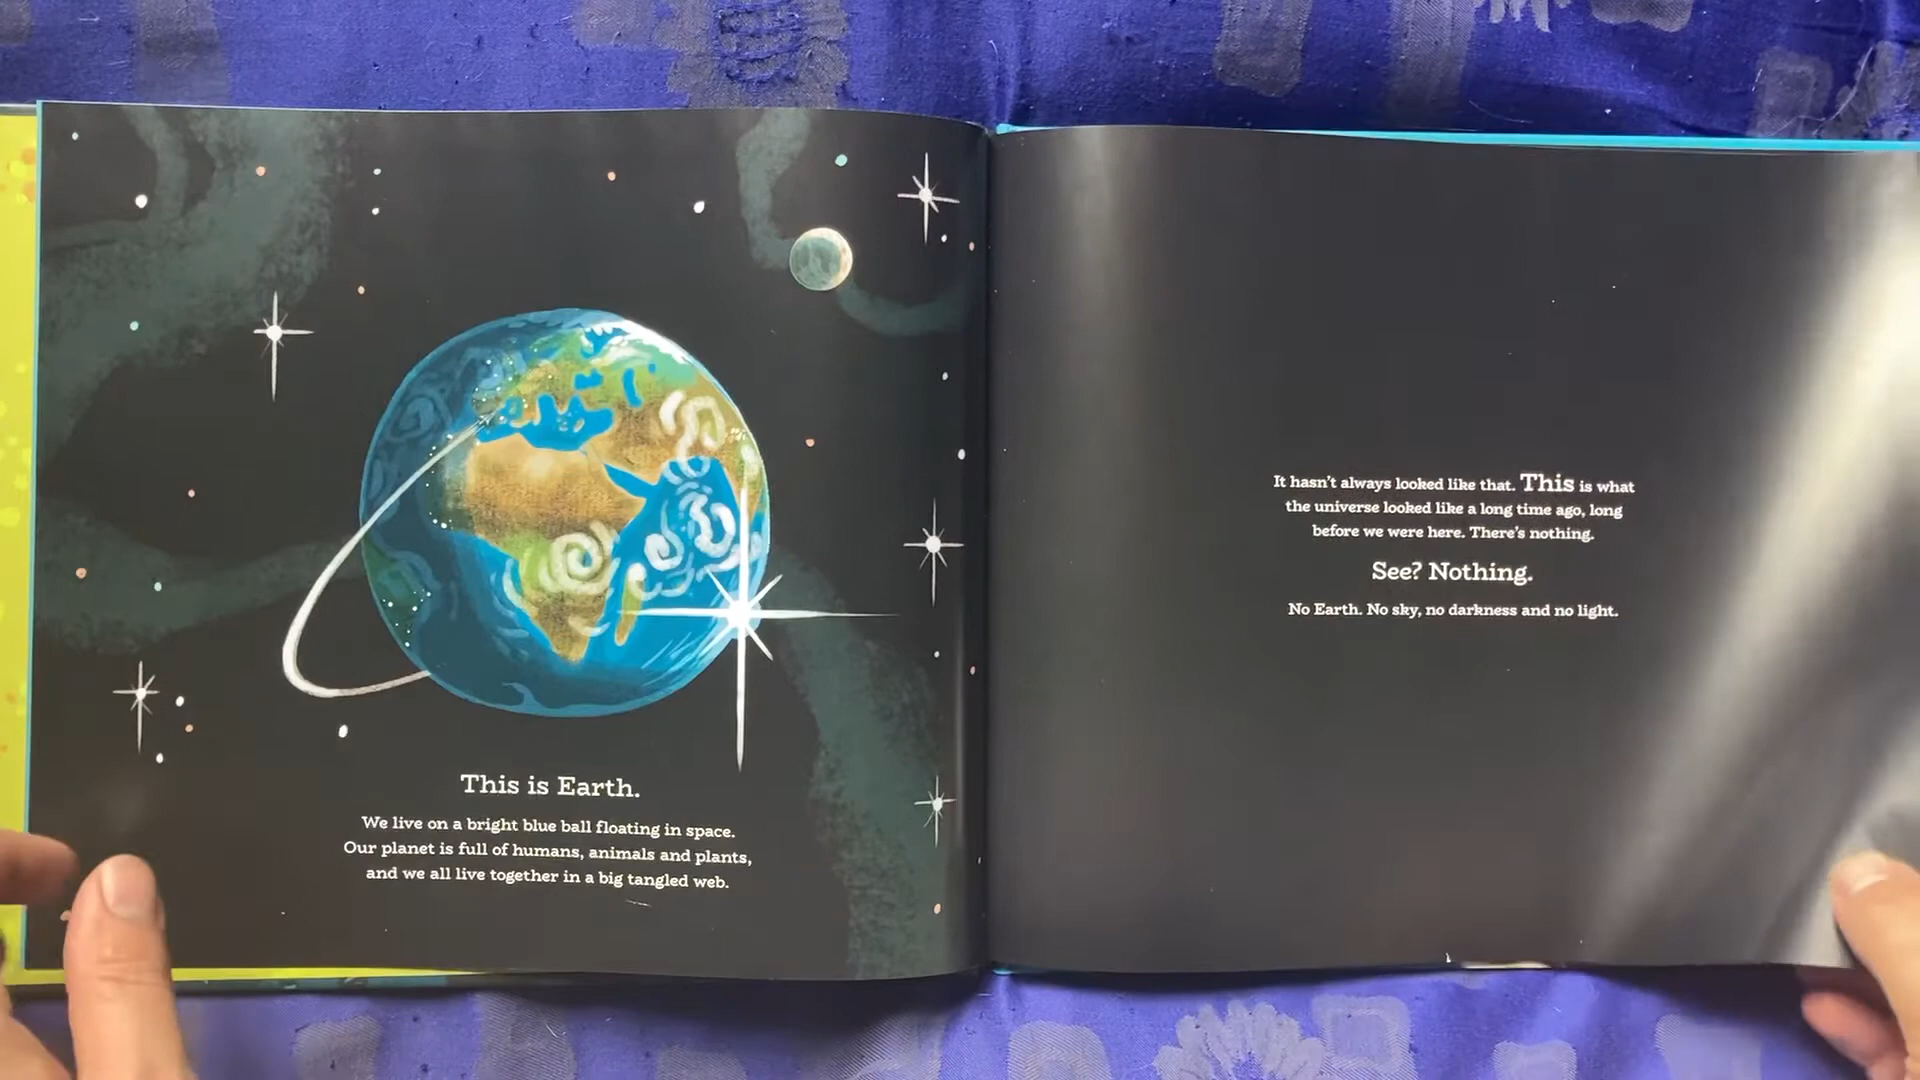 This is Earth.
We live on a bright blue ball floating in space.
Our planet is full of humans, animals and plants,
and we all live together in a big tangled web.
It hasn't always looked like that. This is what
the universe looked like a long time ago, long
before we were here. There's nothing.
See? Nothing.
No Earth. No sky, no darkness and no light.